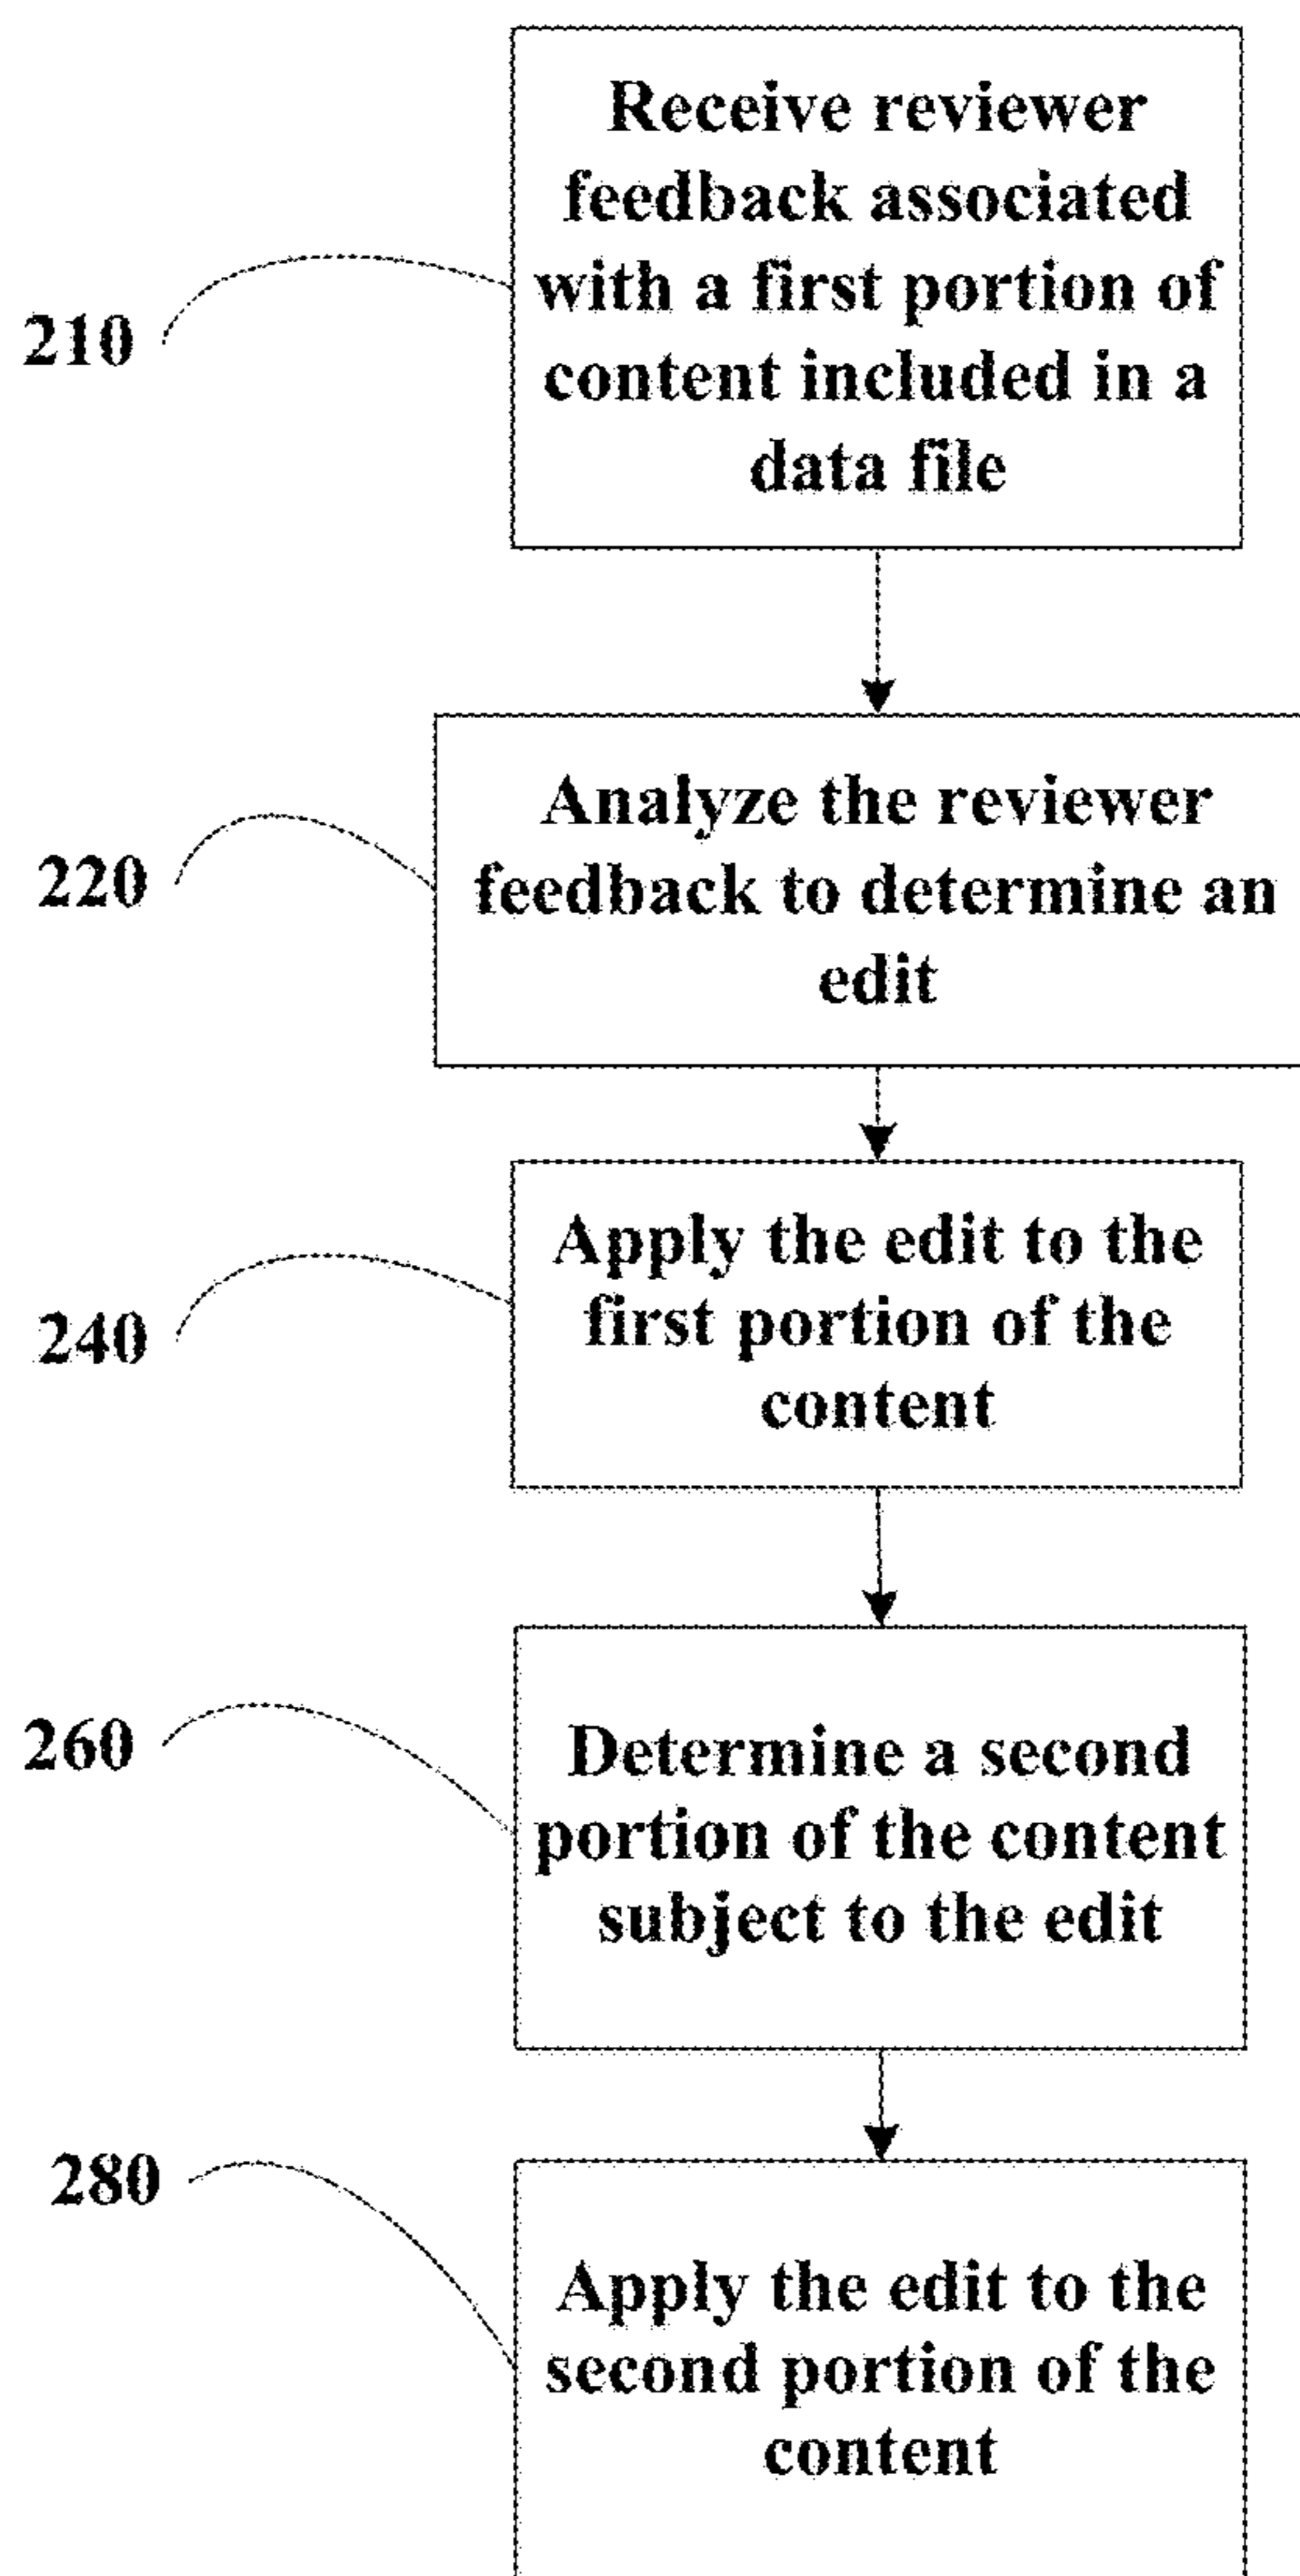 Receive reviewer
feedback associated
with a first portion of
content included in a
data file
210
Analyze the reviewer
feedback to determine an
edit
220
Apply the edit to the
first portion of the
content
240
Determine a second
portion of the content
subject to the edit
260
Apply the edit to the
second portion of the
content
280